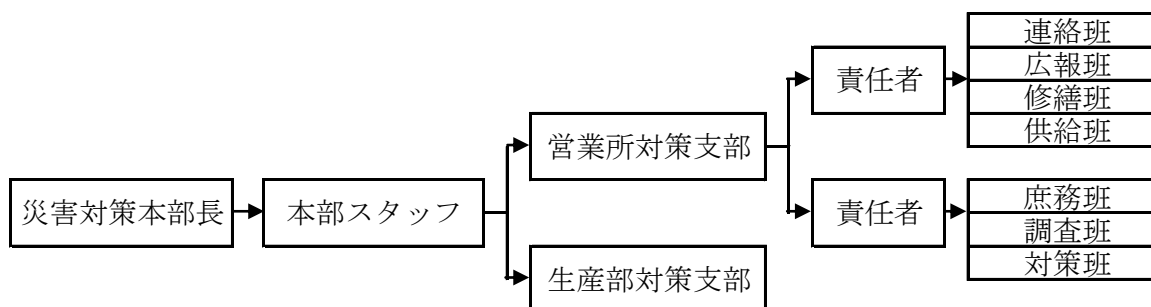 災害対策本部長
本部スタッフ
営業所対策支部
生産部対策支部
責任者
連絡班
広報班
修繕班
供給班
責任者
庶務班
調査班
対策班